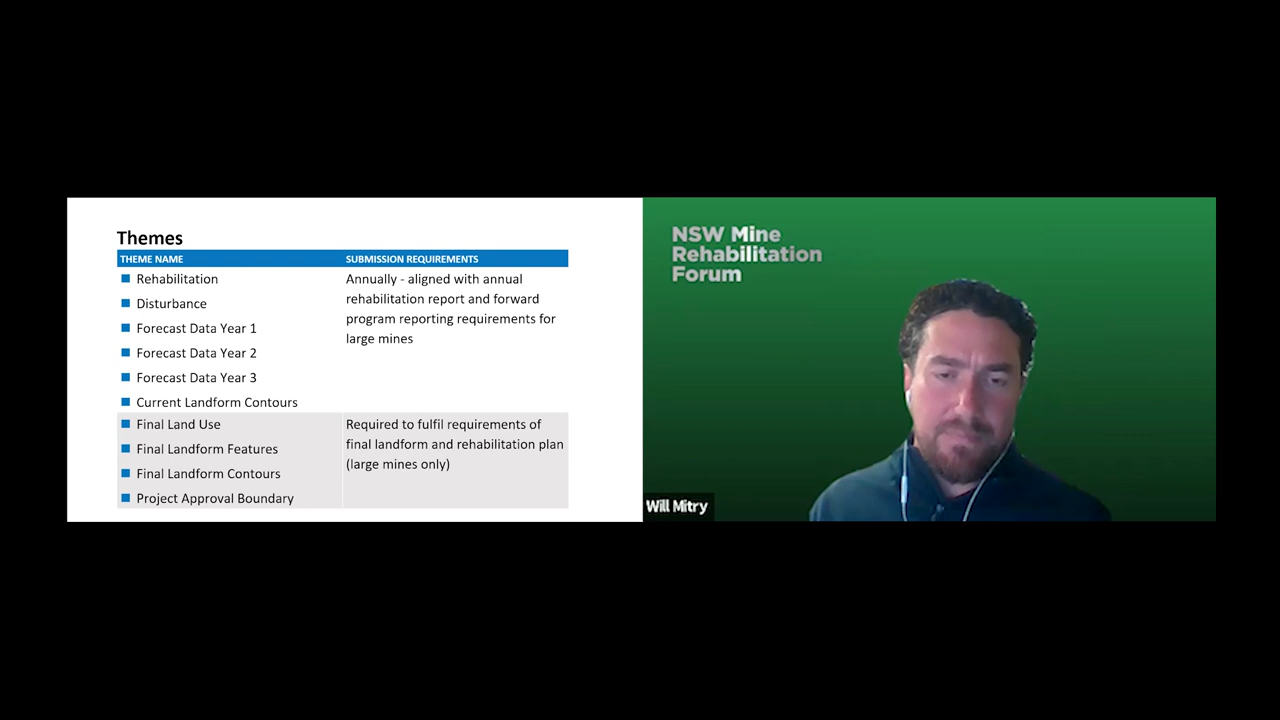 Themes
THEME NAME SUBMISSION REQUIREMENTS
Rehabilitation
Disturbance
Forecast Data Year 1
Forecast Data Year 2
Forecast Data Year 3
Current Landform Contours
Annually - aligned with annual
rehabilitation report and forward
program reporting requirements for
large mines
Final Land Use
Final Landform Features
Final Landform Contours
Project Approval Boundary
Required to fulfil requirements of
final landform and rehabilitation plan
(large mines only)
NSW Mine
Rehabilitation
Forum
Will Mitry